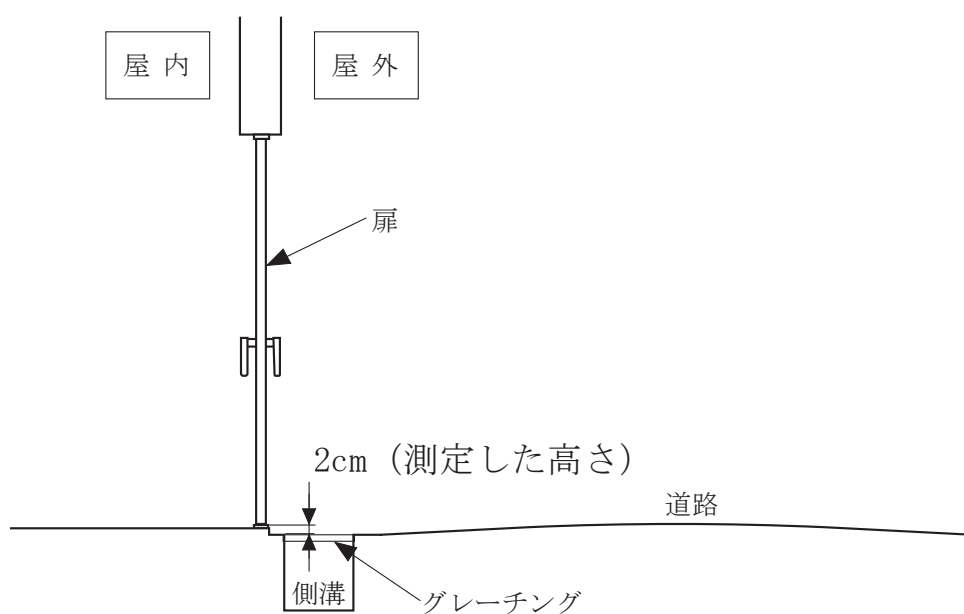 屋 内
屋 外
扉
2cm (測定した高さ)
道路
側溝
グレーチング